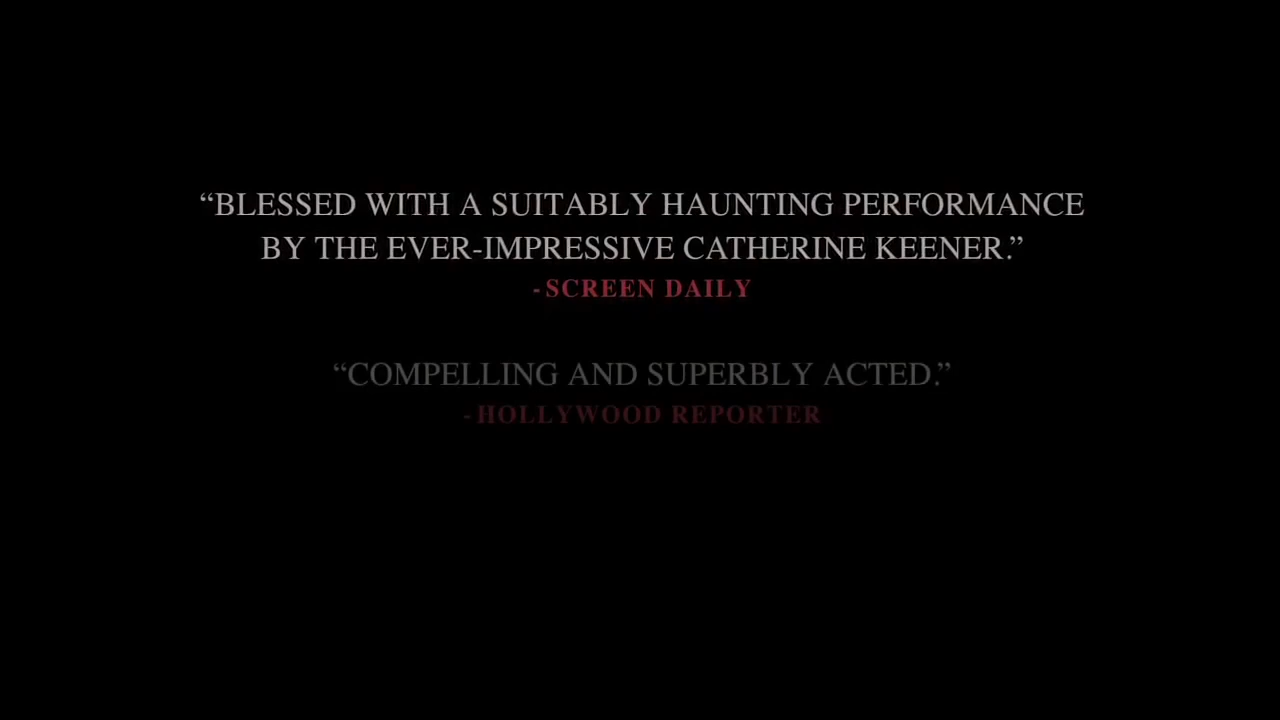 “BLESSED WITH A SUITABLY HAUNTING PERFORMANCE
BY THE EVER-IMPRESSIVE CATHERINE KEENER.”
-SCREEN DAILY
“COMPELLING AND SUPERBLY ACTED.”
-HOLLYWOOD REPORTER